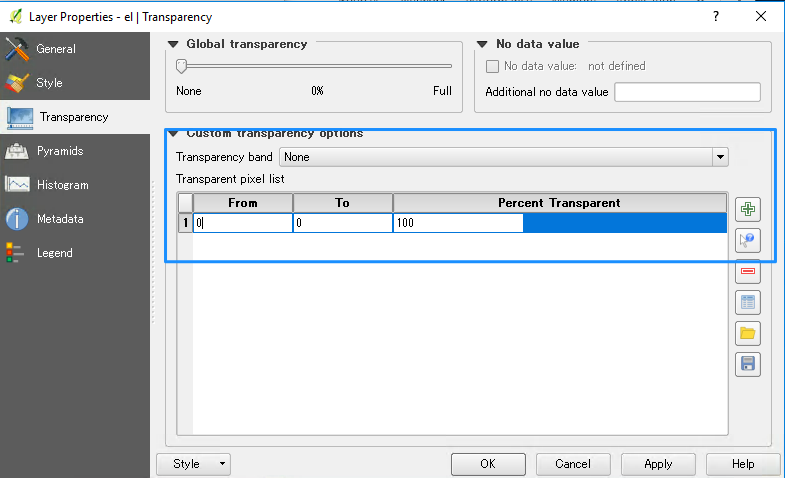 Layer Properties - el | Transparency
General
Style
Transparency
Pyramids
Histogram
Metadata
Legend
Global transparency
None 0% Full
No data value
No data value: not defined
Additional no data value
Custom transparency options
Transparency band None
Transparent pixel list
From To Percent Transparent
1 0 0 100
Style OK Cancel Apply Help